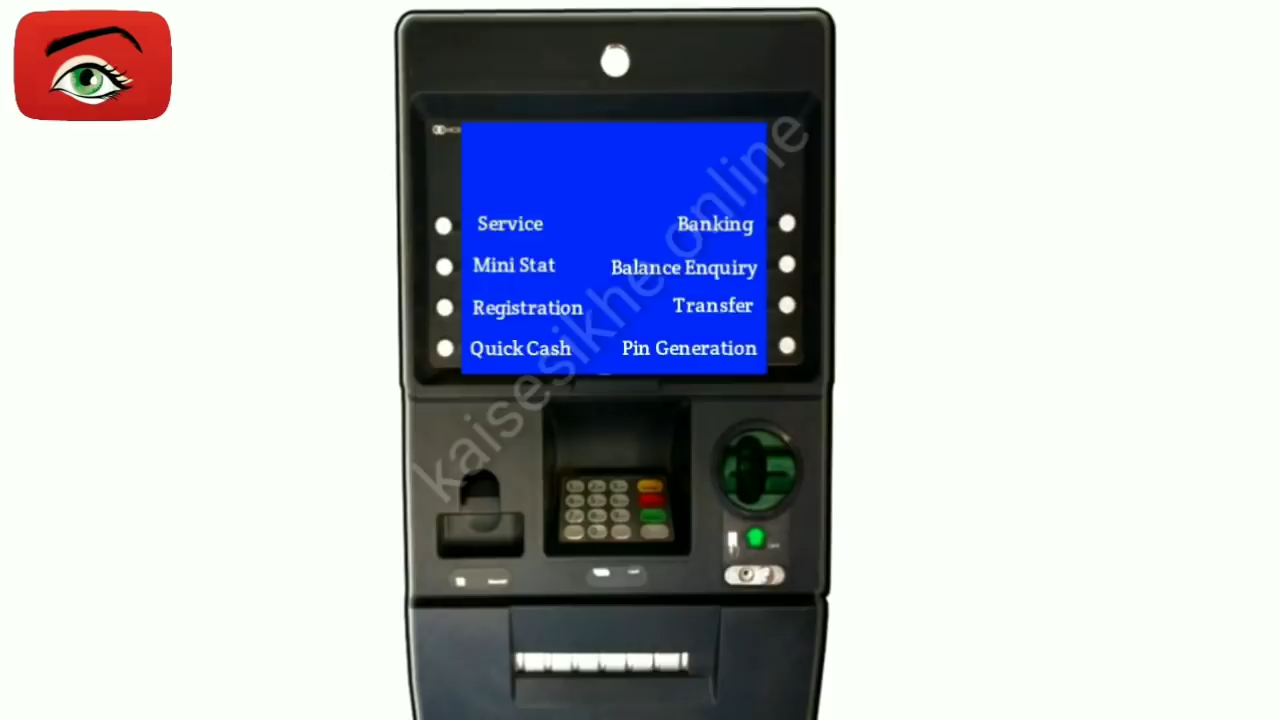 Service Banking
Mini Stat Balance Enquiry
Registration Transfer
Quick Cash Pin Generation
kaisesikhe online